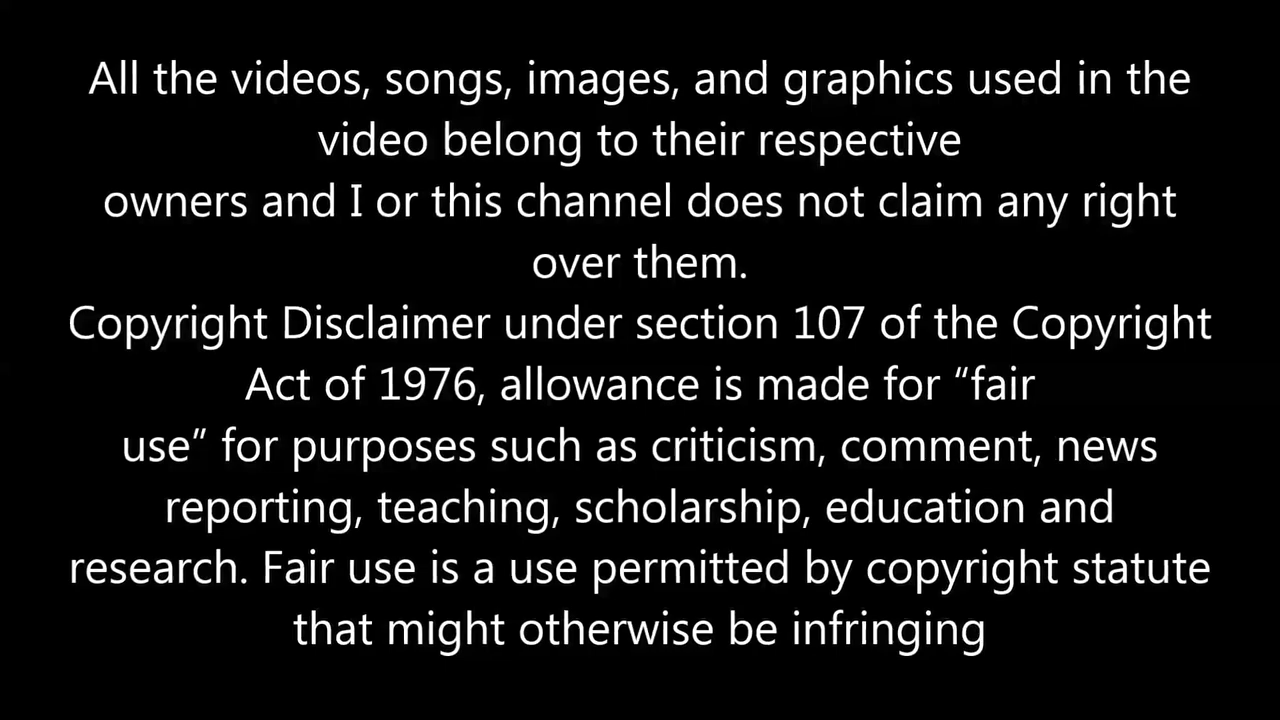 All the videos, songs, images, and graphics used in the
video belong to their respective
owners and I or this channel does not claim any right
over them.
Copyright Disclaimer under section 107 of the Copyright
Act of 1976, allowance is made for “fair
use” for purposes such as criticism, comment, news
reporting, teaching, scholarship, education and
research. Fair use is a use permitted by copyright statute
that might otherwise be infringing